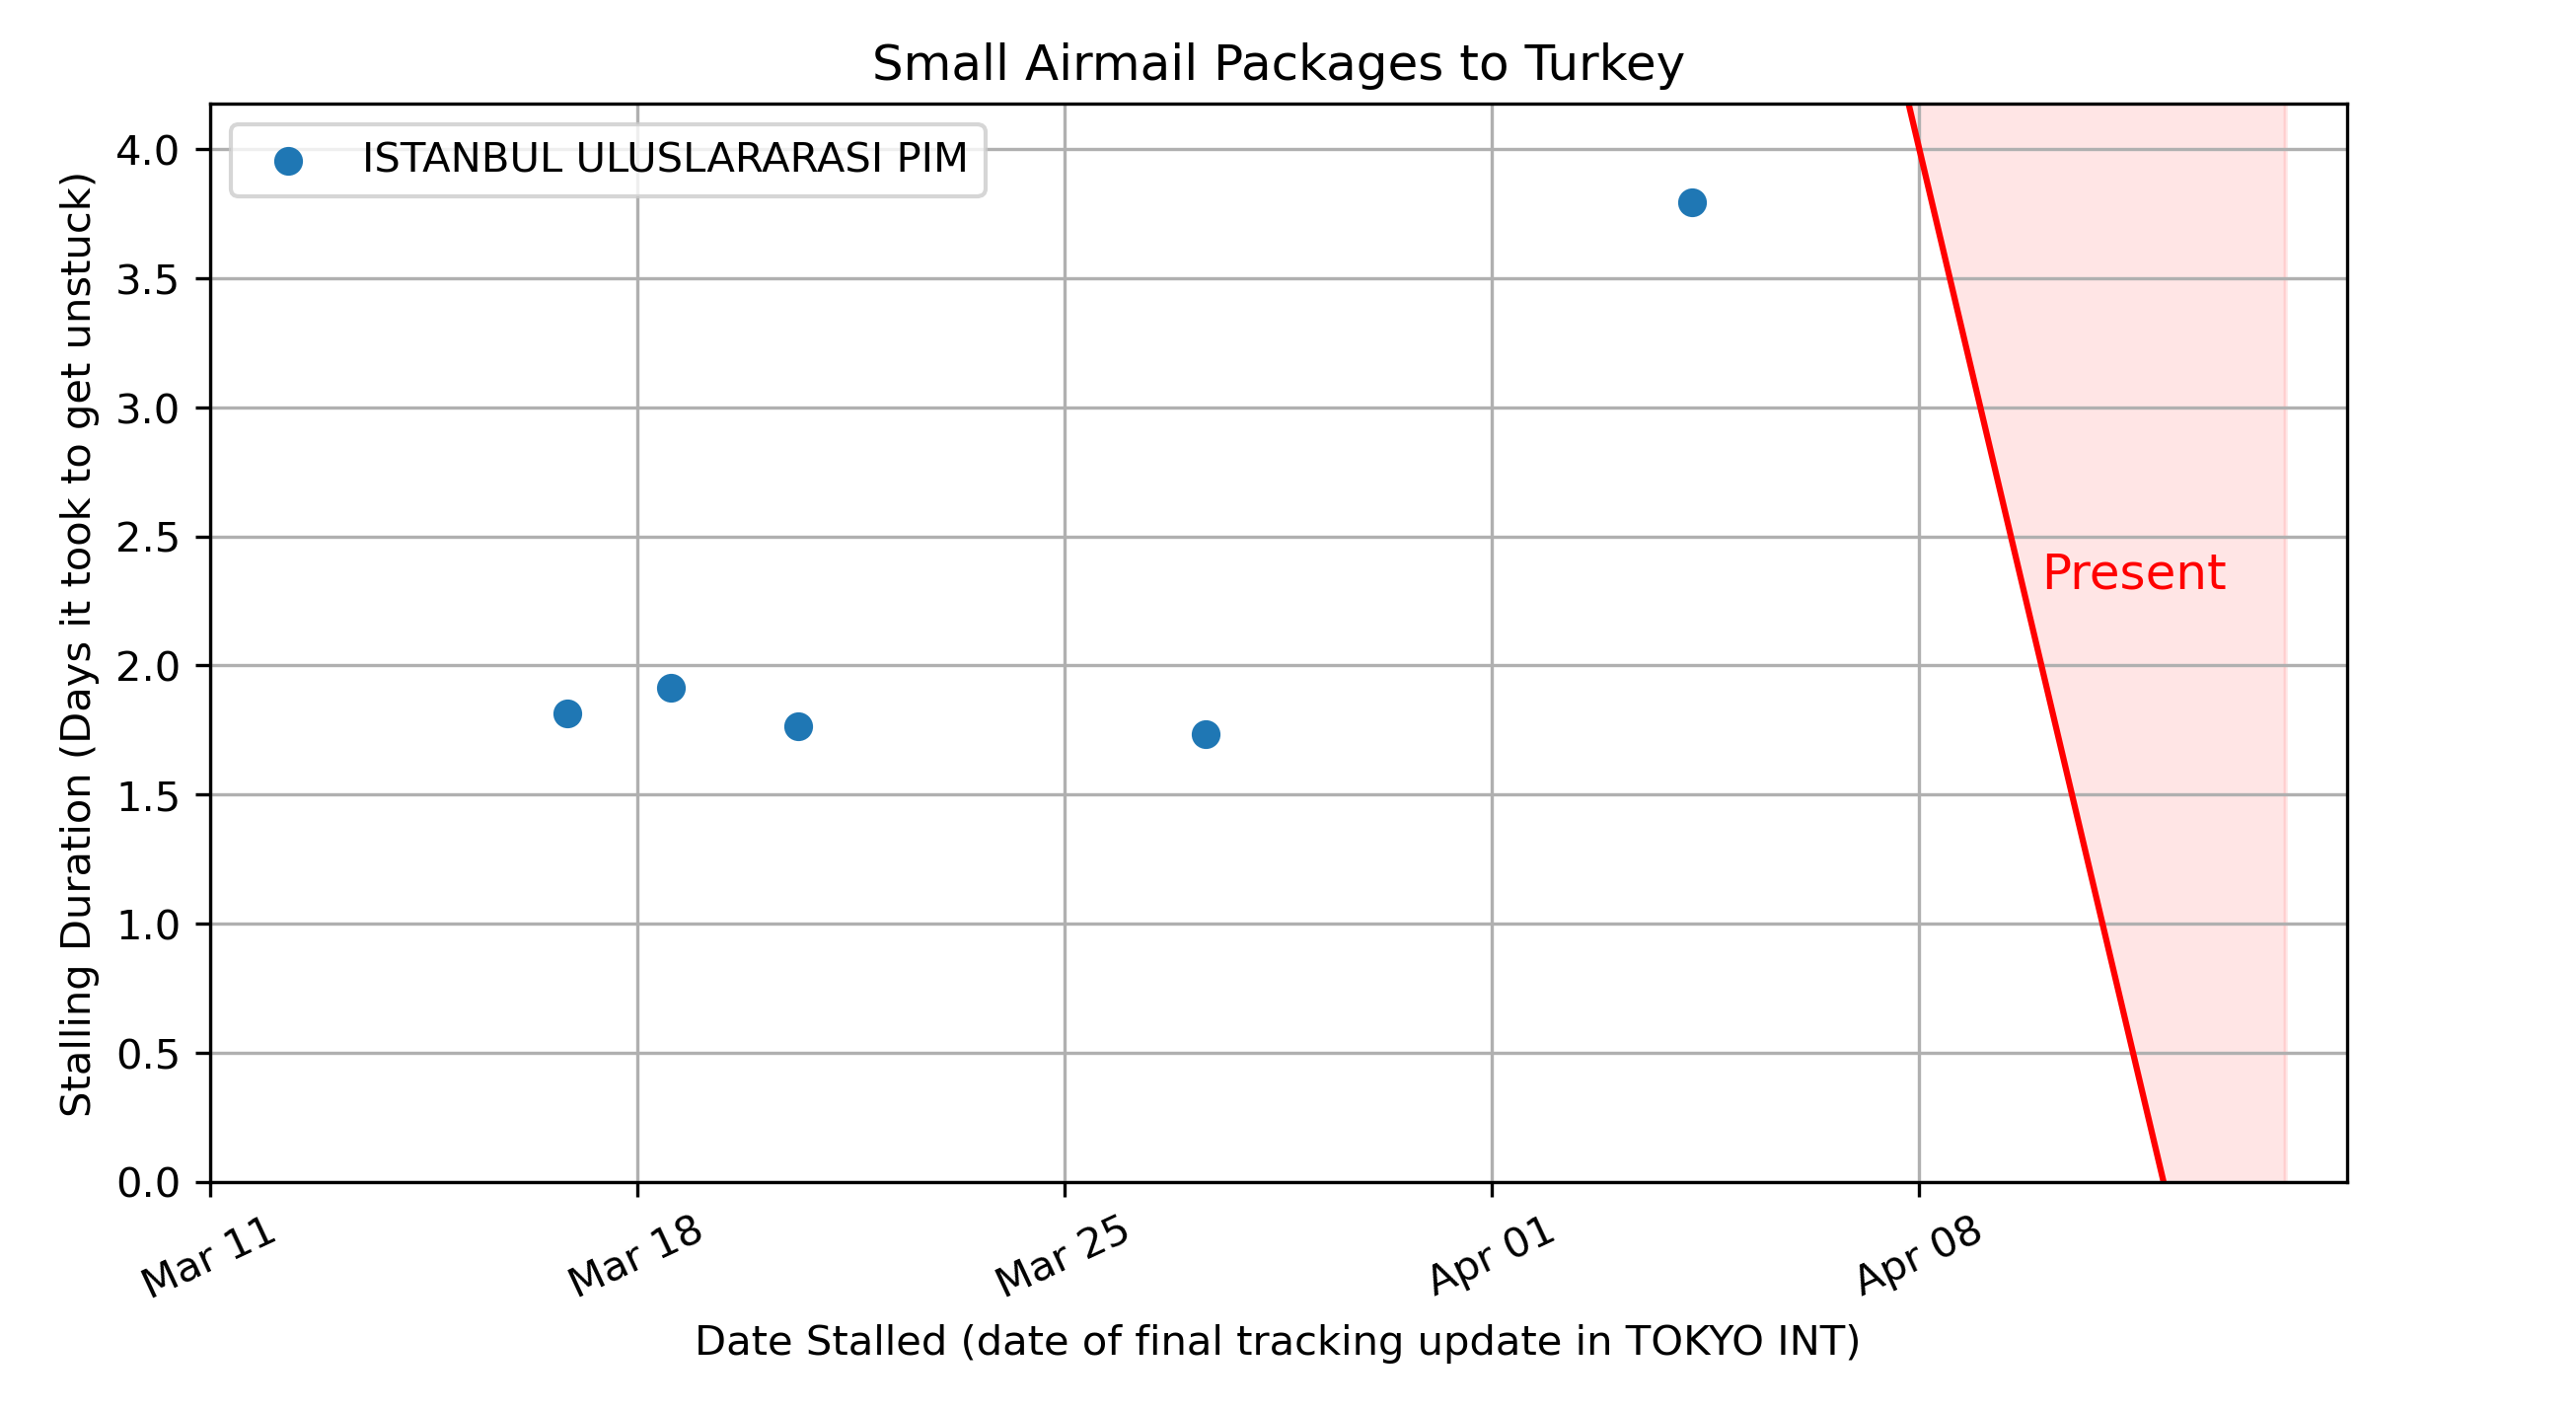 Small Airmail Packages to Turkey
ISTANBUL ULUSLARARASI PIM
Stalling Duration (Days it took to get unstuck)
4.0
3.5
3.0
2.5
2.0
1.5
1.0
0.5
0.0
Present
Mar 11
Mar 18
Mar 25
Apr 01
Apr 08
Date Stalled (date of final tracking update in TOKYO INT)